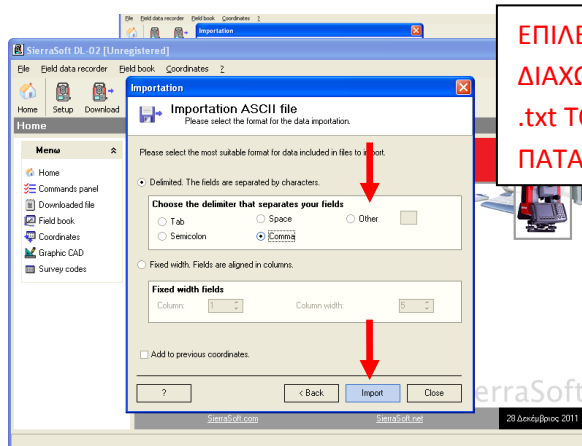 File Field data recorder Field book Coordinates ?
Importation
SierraSoft DL-02 [Unregistered]
File Field data recorder Field book Coordinates ?
Home Setup Download
Home
Menu
Home
Commands panel
Downloaded file
Field book
Coordinates
Graphic CAD
Survey codes
Importation
Importation ASCII file
Please select the format for the data importation.
Please select the most suitable format for data included in files to import.
Delimited. The fields are separated by characters.
Choose the delimiter that separates your fields
Tab Space Other
Semicolon Comma
Fixed width. Fields are aligned in columns.
Fixed width fields
Column: 1 Column width: 5
Add to previous coordinates.
? < Back Import Close
SierraSoft.com SierraSoft.net
erraSoft
28 Δεκέμβριος 2011
ΕΠΙΛΕ
ΔΙΑΧΩ
.txt ΤΟ
ΠΑΤΑ